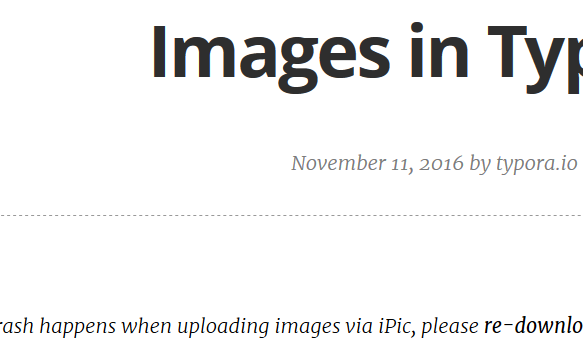 Images in Typ
November 11, 2016 by typora.io
rash happens when uploading images via iPic, please re-downlo